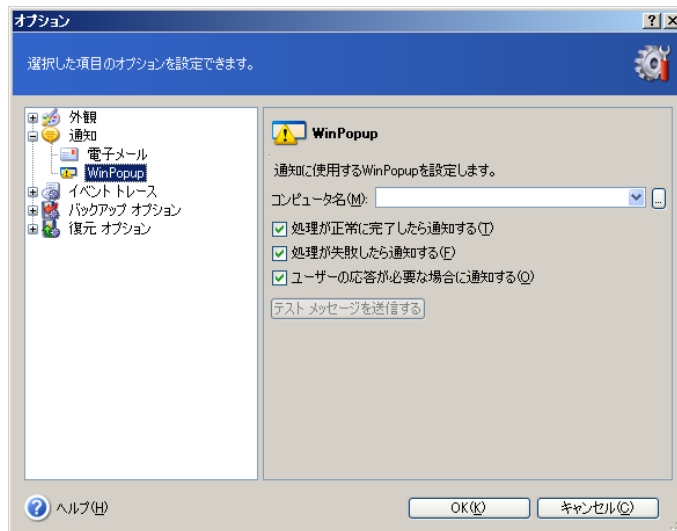 オプション
選択した項目のオプションを設定できます。
外観
通知
電子メール
WinPopup
イベント トレース
バックアップ オプション
復元 オプション
WinPopup
通知に使用するWinPopupを設定します。
コンピュータ名(M):
...
処理が正常に完了したら通知する(T)
処理が失敗したら通知する(F)
ユーザーの応答が必要な場合に通知する(O)
テスト メッセージを送信する
ヘルプ(H)
OK(K)
キャンセル(C)